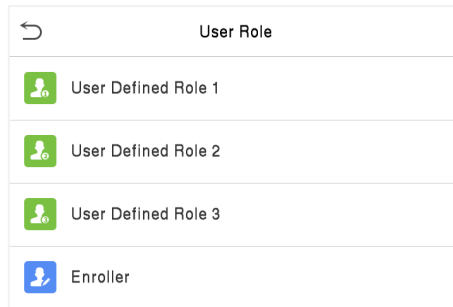 User Role
User Defined Role 1
User Defined Role 2
User Defined Role 3
Enroller